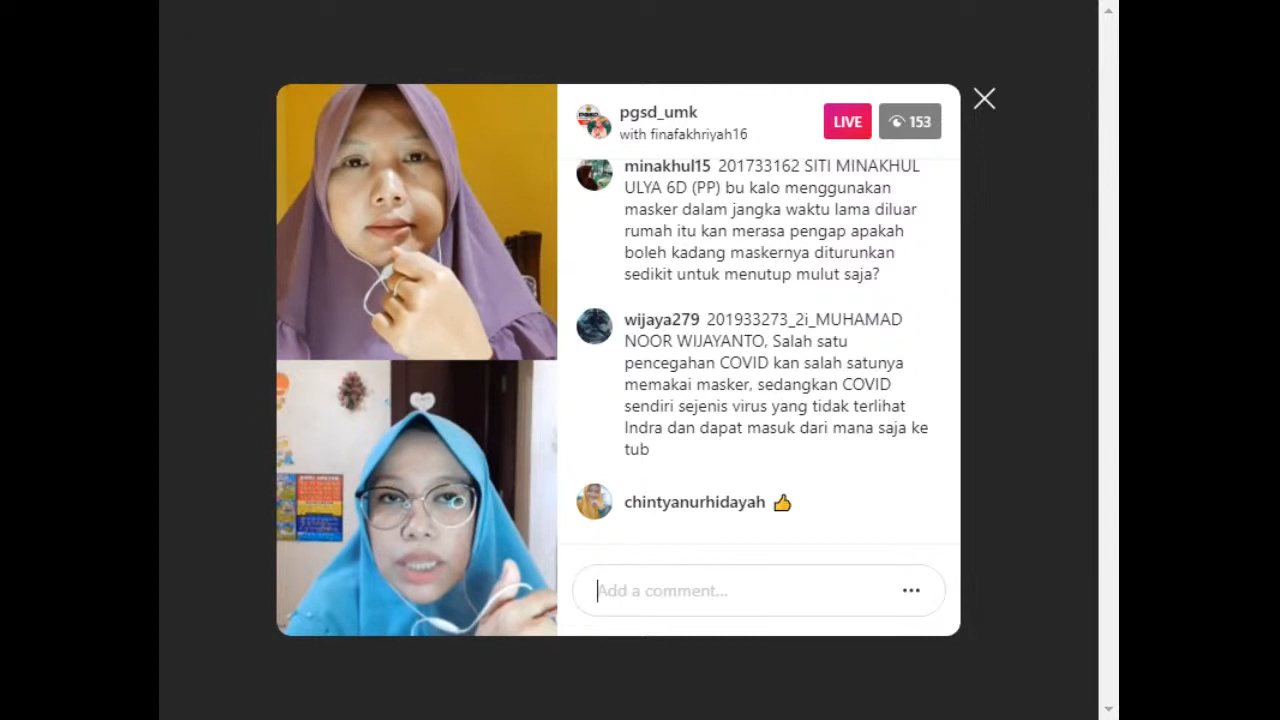 pgsd_umk
with finafakhriyah16
LIVE
153
minakhul15 201733162 SITI MINAKHUL
ULYA 6D (PP) bu kalo menggunakan
masker dalam jangka waktu lama diluar
rumah itu kan merasa pengap apakah
boleh kadang maskernya diturunkan
sedikit untuk menutup mulut saja?
wijaya279 201933273_2i_MUHAMAD
NOOR WIJAYANTO, Salah satu
pencegahan COVID kan salah satunya
memakai masker, sedangkan COVID
sendiri sejenis virus yang tidak terlihat
Indra dan dapat masuk dari mana saja ke
tub
chintyanurhidayah 👍
Add a comment...